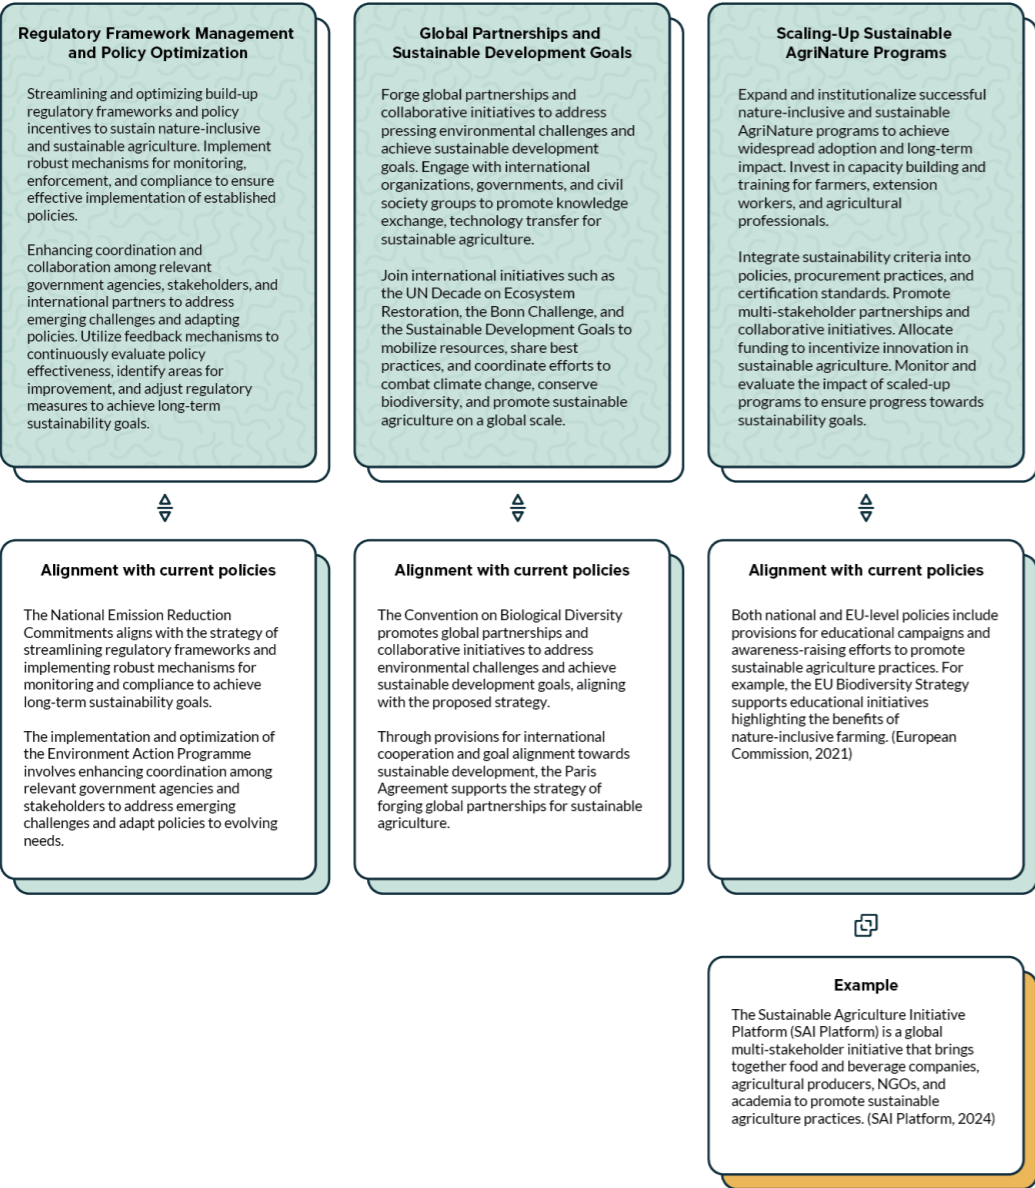 Regulatory Framework Management
and Policy Optimization
Streamlining and optimizing build-up
regulatory frameworks and policy
incentives to sustain nature-inclusive
and sustainable agriculture. Implement
robust mechanisms for monitoring,
enforcement, and compliance to ensure
effective implementation of established
policies.
Enhancing coordination and
collaboration among relevant
government agencies, stakeholders, and
international partners to address
emerging challenges and adapting
policies. Utilize feedback mechanisms to
continuously evaluate policy
effectiveness, identify areas for
improvement, and adjust regulatory
measures to achieve long-term
sustainability goals.
Global Partnerships and
Sustainable Development Goals
Forge global partnerships and
collaborative initiatives to address
pressing environmental challenges and
achieve sustainable development
goals. Engage with international
organizations, governments, and civil
society groups to promote knowledge
exchange, technology transfer for
sustainable agriculture.
Join international initiatives such as
the UN Decade on Ecosystem
Restoration, the Bonn Challenge, and
the Sustainable Development Goals to
mobilize resources, share best
practices, and coordinate efforts to
combat climate change, conserve
biodiversity, and promote sustainable
agriculture on a global scale.
Scaling-Up Sustainable
AgriNature Programs
Expand and institutionalize successful
nature-inclusive and sustainable
AgriNature programs to achieve
widespread adoption and long-term
impact. Invest in capacity building and
training for farmers, extension
workers, and agricultural
professionals.
Integrate sustainability criteria into
policies, procurement practices, and
certification standards. Promote
multi-stakeholder partnerships and
collaborative initiatives. Allocate
funding to incentivize innovation in
sustainable agriculture. Monitor and
evaluate the impact of scaled-up
programs to ensure progress towards
sustainability goals.
Alignment with current policies
The National Emission Reduction
Commitments aligns with the strategy of
streamlining regulatory frameworks and
implementing robust mechanisms for
monitoring and compliance to achieve
long-term sustainability goals.
The implementation and optimization of
the Environment Action Programme
involves enhancing coordination among
relevant government agencies and
stakeholders to address emerging
challenges and adapt policies to evolving
needs.
Alignment with current policies
The Convention on Biological Diversity
promotes global partnerships and
collaborative initiatives to address
environmental challenges and achieve
sustainable development goals, aligning
with the proposed strategy.
Through provisions for international
cooperation and goal alignment towards
sustainable development, the Paris
Agreement supports the strategy of
forging global partnerships for sustainable
agriculture.
Alignment with current policies
Both national and EU-level policies include
provisions for educational campaigns and
awareness-raising efforts to promote
sustainable agriculture practices. For
example, the EU Biodiversity Strategy
supports educational initiatives
highlighting the benefits of
nature-inclusive farming. (European
Commission, 2021)
Example
The Sustainable Agriculture Initiative
Platform (SAI Platform) is a global
multi-stakeholder initiative that brings
together food and beverage companies,
agricultural producers, NGOs, and
academia to promote sustainable
agriculture practices. (SAI Platform, 2024)